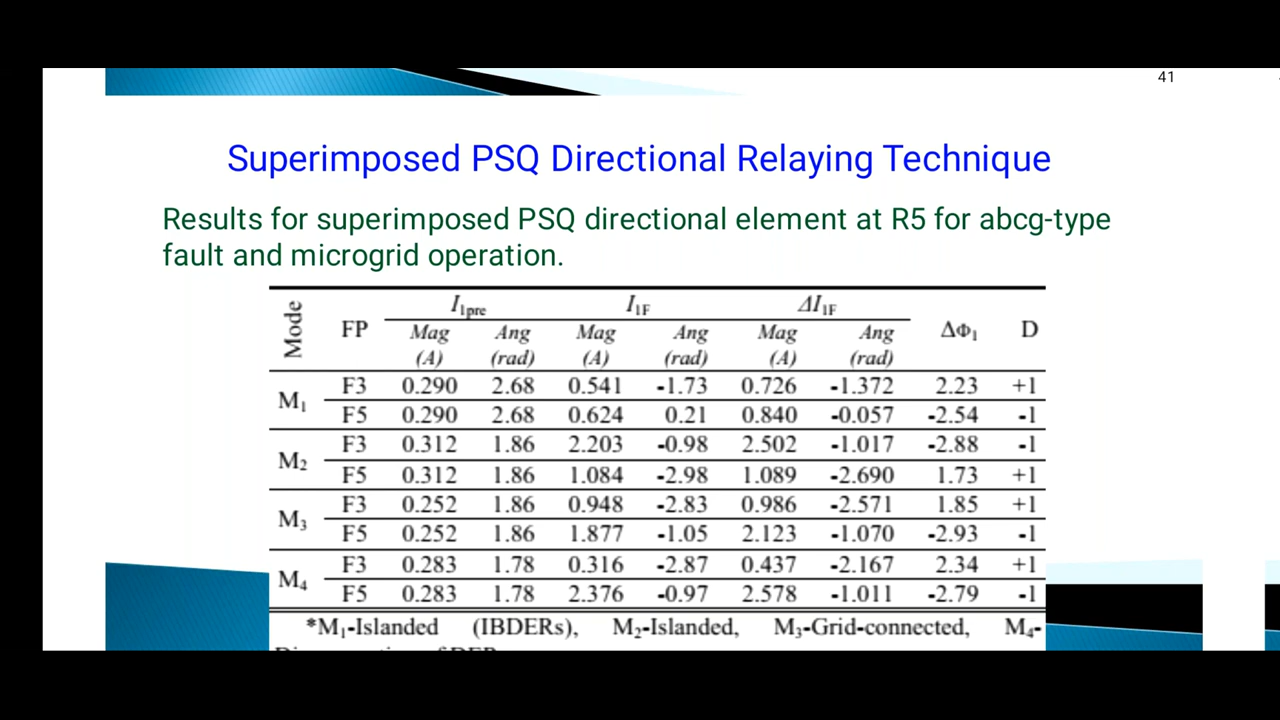 41
Superimposed PSQ Directional Relaying Technique
Results for superimposed PSQ directional element at R5 for abcg-type
fault and microgrid operation.
Mode FP I1pre I1F ΔI1F ΔΦ1 D
Mag Ang Mag Ang Mag Ang
(A) (rad) (A) (rad) (A) (rad)
M1 F3 0.290 2.68 0.541 -1.73 0.726 -1.372 2.23 +1
F5 0.290 2.68 0.624 0.21 0.840 -0.057 -2.54 -1
M2 F3 0.312 1.86 2.203 -0.98 2.502 -1.017 -2.88 -1
F5 0.312 1.86 1.084 -2.98 1.089 -2.690 1.73 +1
M3 F3 0.252 1.86 0.948 -2.83 0.986 -2.571 1.85 +1
F5 0.252 1.86 1.877 -1.05 2.123 -1.070 -2.93 -1
M4 F3 0.283 1.78 0.316 -2.87 0.437 -2.167 2.34 +1
F5 0.283 1.78 2.376 -0.97 2.578 -1.011 -2.79 -1
*M1-Islanded (IBDERs), M2-Islanded, M3-Grid-connected, M4-